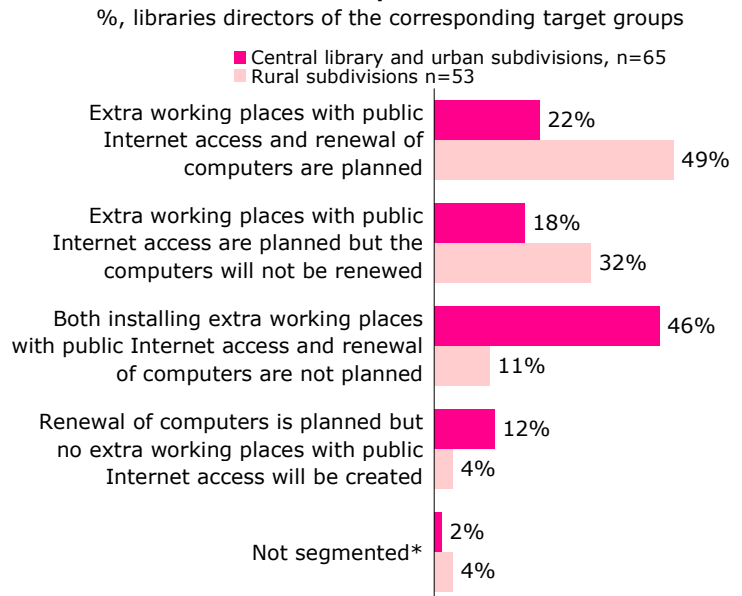 %, libraries directors of the corresponding target groups
Central library and urban subdivisions, n=65
Rural subdivisions n=53
Extra working places with public
Internet access and renewal of
computers are planned
22%
49%
Extra working places with public
Internet access are planned but the
computers will not be renewed
18%
32%
Both installing extra working places
with public Internet access and renewal
of computers are not planned
46%
11%
Renewal of computers is planned but
no extra working places with public
Internet access will be created
12%
4%
Not segmented*
2%
4%